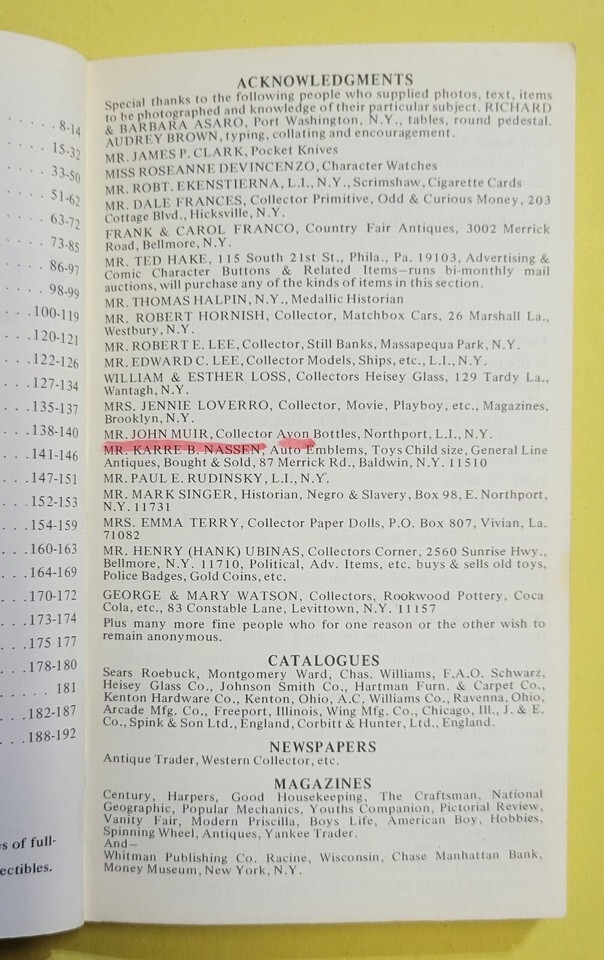 8-14
15-32
33-50
51-62
63-72
73-85
86-97
98-99
100-119
120-121
122-126
127-134
135-137
138-140
141-146
147-151
152-153
154-159
160-163
164-169
170-172
173-174
175 177
178-180
181
182-187
188-192
of full-
ectibles.
ACKNOWLEDGMENTS
Special thanks to the following people who supplied photos, text, items
to be photographed and knowledge of their particular subject. RICHARD
& BARBARA ASARO, Port Washington, N.Y., tables, round pedestal.
AUDREY BROWN, typing, collating and encouragement.
MR. JAMES P. CLARK, Pocket Knives
MISS ROSEANNE DEVINCENZO, Character Watches
MR. ROBT. EKENSTIERNA, L.I., N.Y., Scrimshaw, Cigarette Cards
MR. DALE FRANCES, Collector Primitive, Odd & Curious Money, 203
Cottage Blvd., Hicksville, N.Y.
FRANK & CAROL FRANCO, Country Fair Antiques, 3002 Merrick
Road, Bellmore, N.Y.
MR. TED HAKE, 115 South 21st St., Phila., Pa. 19103, Advertising &
Comic Character Buttons & Related Items—runs bi-monthly mail
auctions, will purchase any of the kinds of items in this section.
MR. THOMAS HALPIN, N.Y., Medallic Historian
MR. ROBERT HORNISH, Collector, Matchbox Cars, 26 Marshall La.,
Westbury, N.Y.
MR. ROBERT E. LEE, Collector, Still Banks, Massapequa Park, N.Y.
MR. EDWARD C. LEE, Collector Models, Ships, etc., L.I., N.Y.
WILLIAM & ESTHER LOSS, Collectors Heisey Glass, 129 Tardy La.,
Wantagh, N.Y.
MRS. JENNIE LOVERRO, Collector, Movie, Playboy, etc., Magazines,
Brooklyn, N.Y.
MR. JOHN MUIR, Collector Avon Bottles, Northport, L.I., N.Y.
MR. KARRE B. NASSEN, Auto Emblems, Toys Child size, General Line
Antiques, Bought & Sold, 87 Merrick Rd., Baldwin, N.Y. 11510
MR. PAUL E. RUDINSKY, L.I., N.Y.
MR. MARK SINGER, Historian, Negro & Slavery, Box 98, E. Northport,
N.Y. 11731
MRS. EMMA TERRY, Collector Paper Dolls, P.O. Box 807, Vivian, La.
71082
MR. HENRY (HANK) UBINAS, Collectors Corner, 2560 Sunrise Hwy.,
Bellmore, N.Y. 11710, Political, Adv. Items, etc. buys & sells old toys,
Police Badges, Gold Coins, etc.
GEORGE & MARY WATSON, Collectors, Rookwood Pottery, Coca
Cola, etc., 83 Constable Lane, Levittown, N.Y. 11157
Plus many more fine people who for one reason or the other wish to
remain anonymous.
CATALOGUES
Sears Roebuck, Montgomery Ward, Chas. Williams, F.A.O. Schwarz,
Heisey Glass Co., Johnson Smith Co., Hartman Furn. & Carpet Co.,
Kenton Hardware Co., Kenton, Ohio, A.C. Williams Co., Ravenna, Ohio,
Arcade Mfg. Co., Freeport, Illinois, Wing Mfg. Co., Chicago, Ill., J. & E.
Co., Spink & Son Ltd., England, Corbitt & Hunter, Ltd., England.
NEWSPAPERS
Antique Trader, Western Collector, etc.
MAGAZINES
Century, Harpers, Good Housekeeping, The Craftsman, National
Geographic, Popular Mechanics, Youths Companion, Pictorial Review,
Vanity Fair, Modern Priscilla, Boys Life, American Boy, Hobbies,
Spinning Wheel, Antiques, Yankee Trader.
And—
Whitman Publishing Co. Racine, Wisconsin, Chase Manhattan Bank,
Money Museum, New York, N.Y.